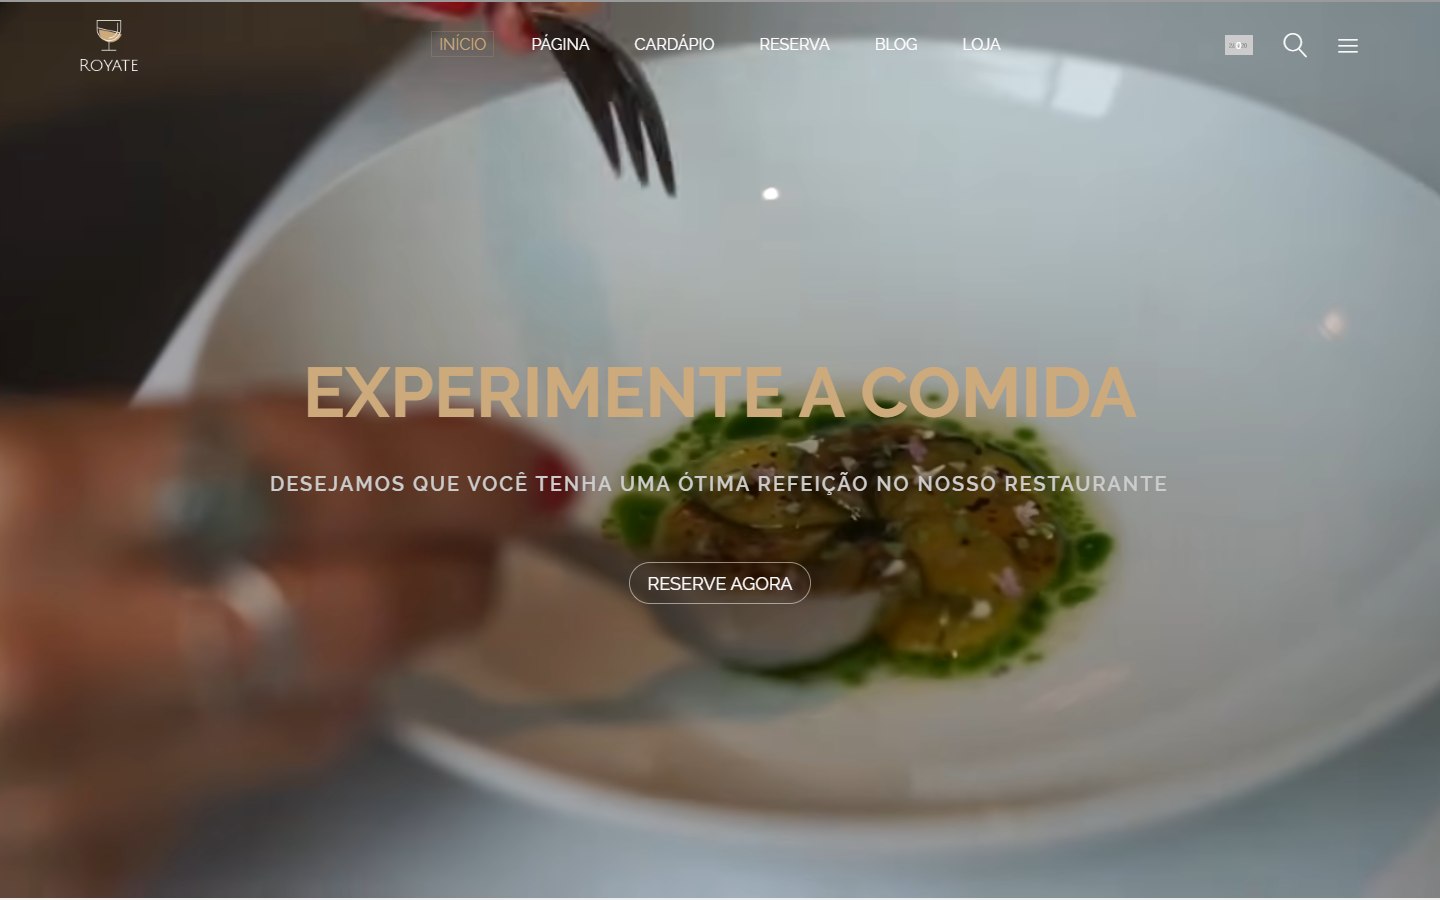 ROYATE
INÍCIO PÁGINA CARDÁPIO RESERVA BLOG LOJA
EXPERIMENTE A COMIDA
DESEJAMOS QUE VOCÊ TENHA UMA ÓTIMA REFEIÇÃO NO NOSSO RESTAURANTE
RESERVE AGORA